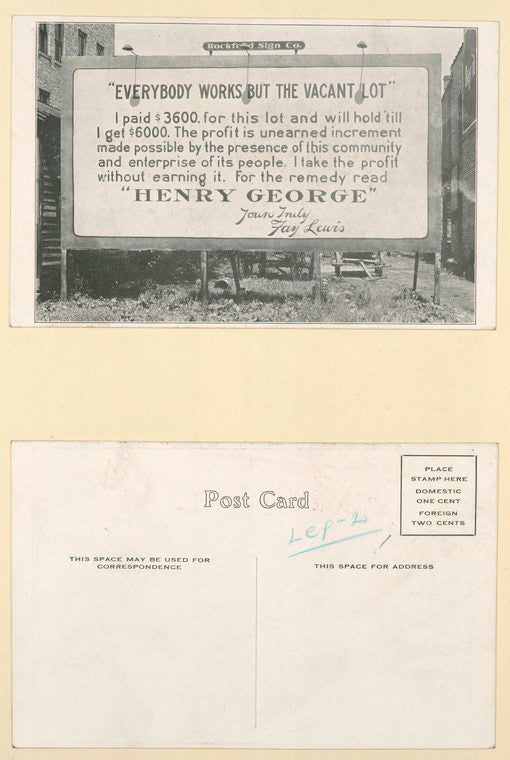 Rockford Sign Co.
"EVERYBODY WORKS BUT THE VACANT LOT"
I paid $3600. for this lot and will hold 'till
I get $6000. The profit is unearned increment
made possible by the presence of this community
and enterprise of its people. I take the profit
without earning it. For the remedy read
"HENRY GEORGE"
Yours Truly
Fay Lewis
Post Card
PLACE
STAMP HERE
DOMESTIC
ONE CENT
FOREIGN
TWO CENTS
Lep-2
THIS SPACE MAY BE USED FOR
CORRESPONDENCE
THIS SPACE FOR ADDRESS